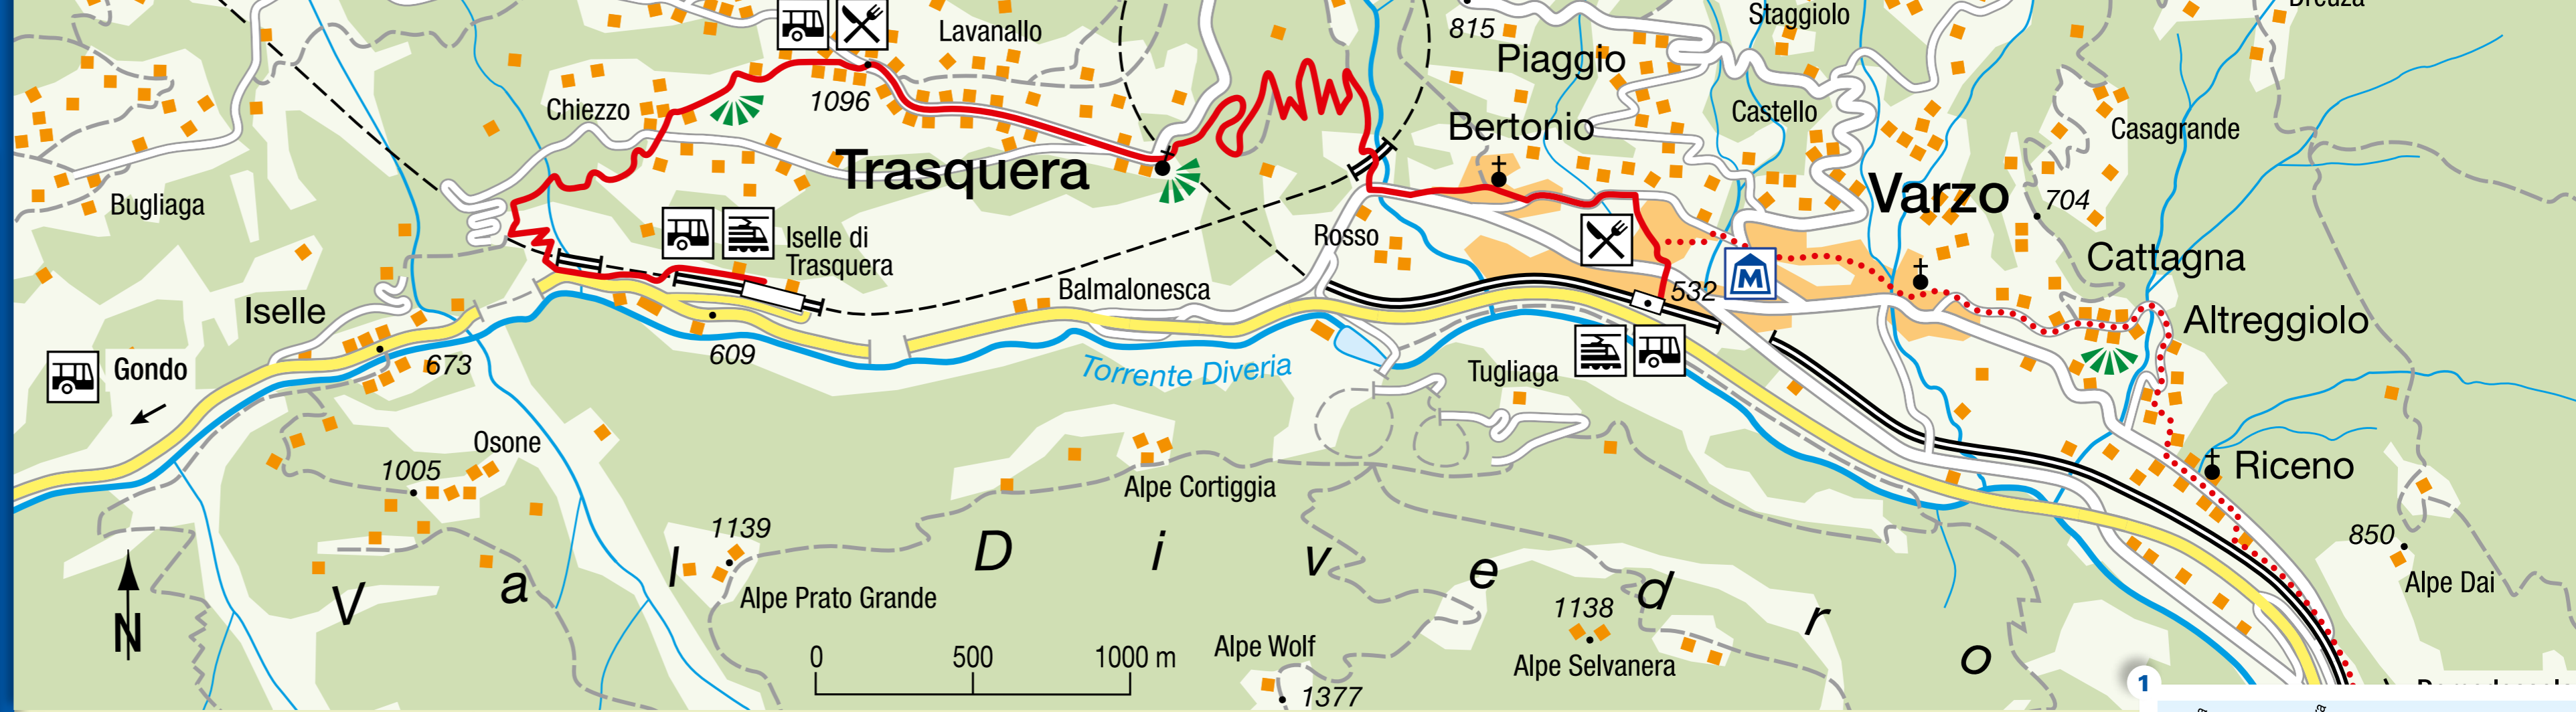 Lavanallo
815
Staggiolo
Piaggio
Chiezzo
1096
Castello
Bertonio
Casagrande
Trasquera
Varzo
Bugliaga
704
Iselle di
Trasquera
Rosso
Cattagna
Iselle
Balmalonesca
532
M
Altreggiolo
Gondo
673
609
Torrente Diveria
Tugliaga
Osone
1005
Alpe Cortiggia
Riceno
1139
850
Val Divedro
Alpe Prato Grande
Alpe Dai
N
1138
Alpe Wolf
Alpe Selvanera
0 500 1000 m
1377
1